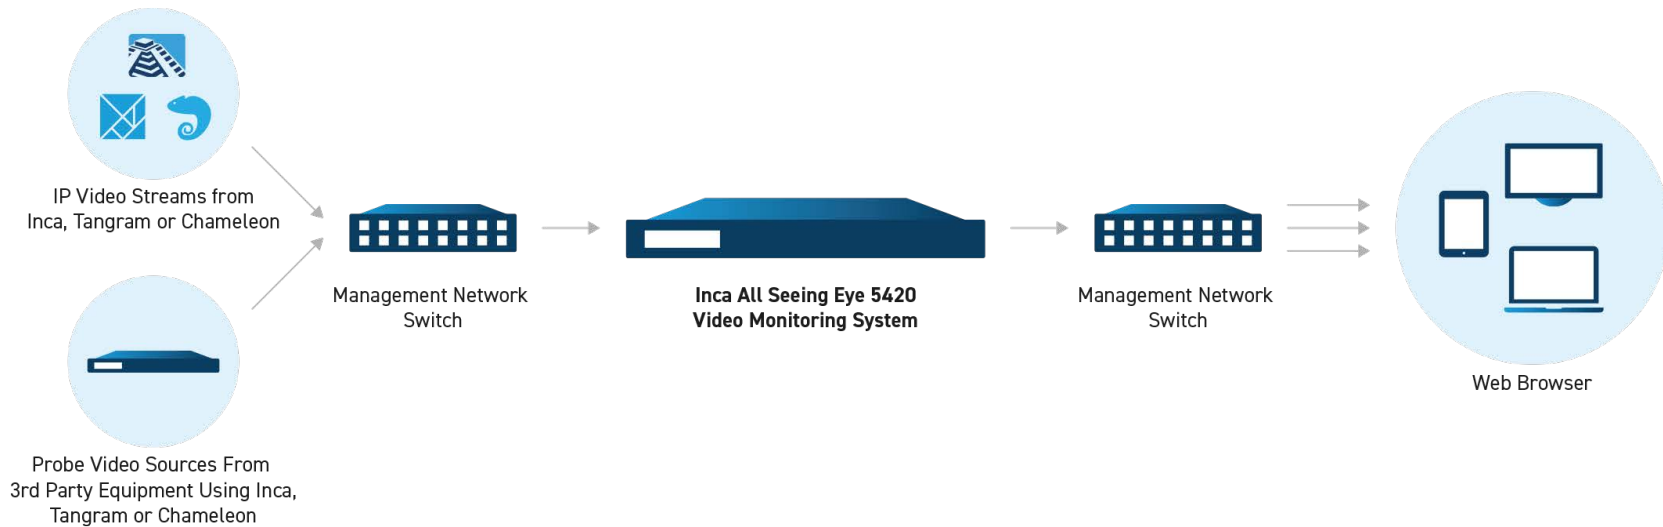 IP Video Streams from
Inca, Tangram or Chameleon
Probe Video Sources From
3rd Party Equipment Using Inca,
Tangram or Chameleon
Management Network
Switch
Inca All Seeing Eye 5420
Video Monitoring System
Management Network
Switch
Web Browser